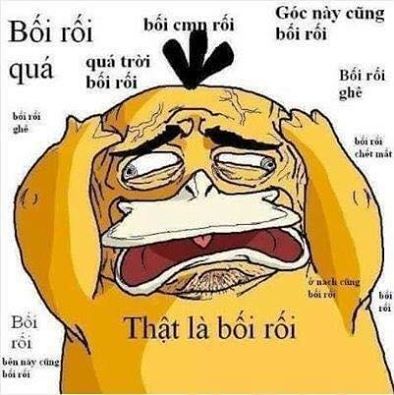 Bối rối
quá
bối cmn rối
Góc này cũng
bối rối
quá trời
bối rối
Bối rối
ghê
bối rối
ghê
bối rối
chết mất
ở nách cũng
bối rối
bối
rối
Bối
rối
Thật là bối rối
bên này cũng
bối rối